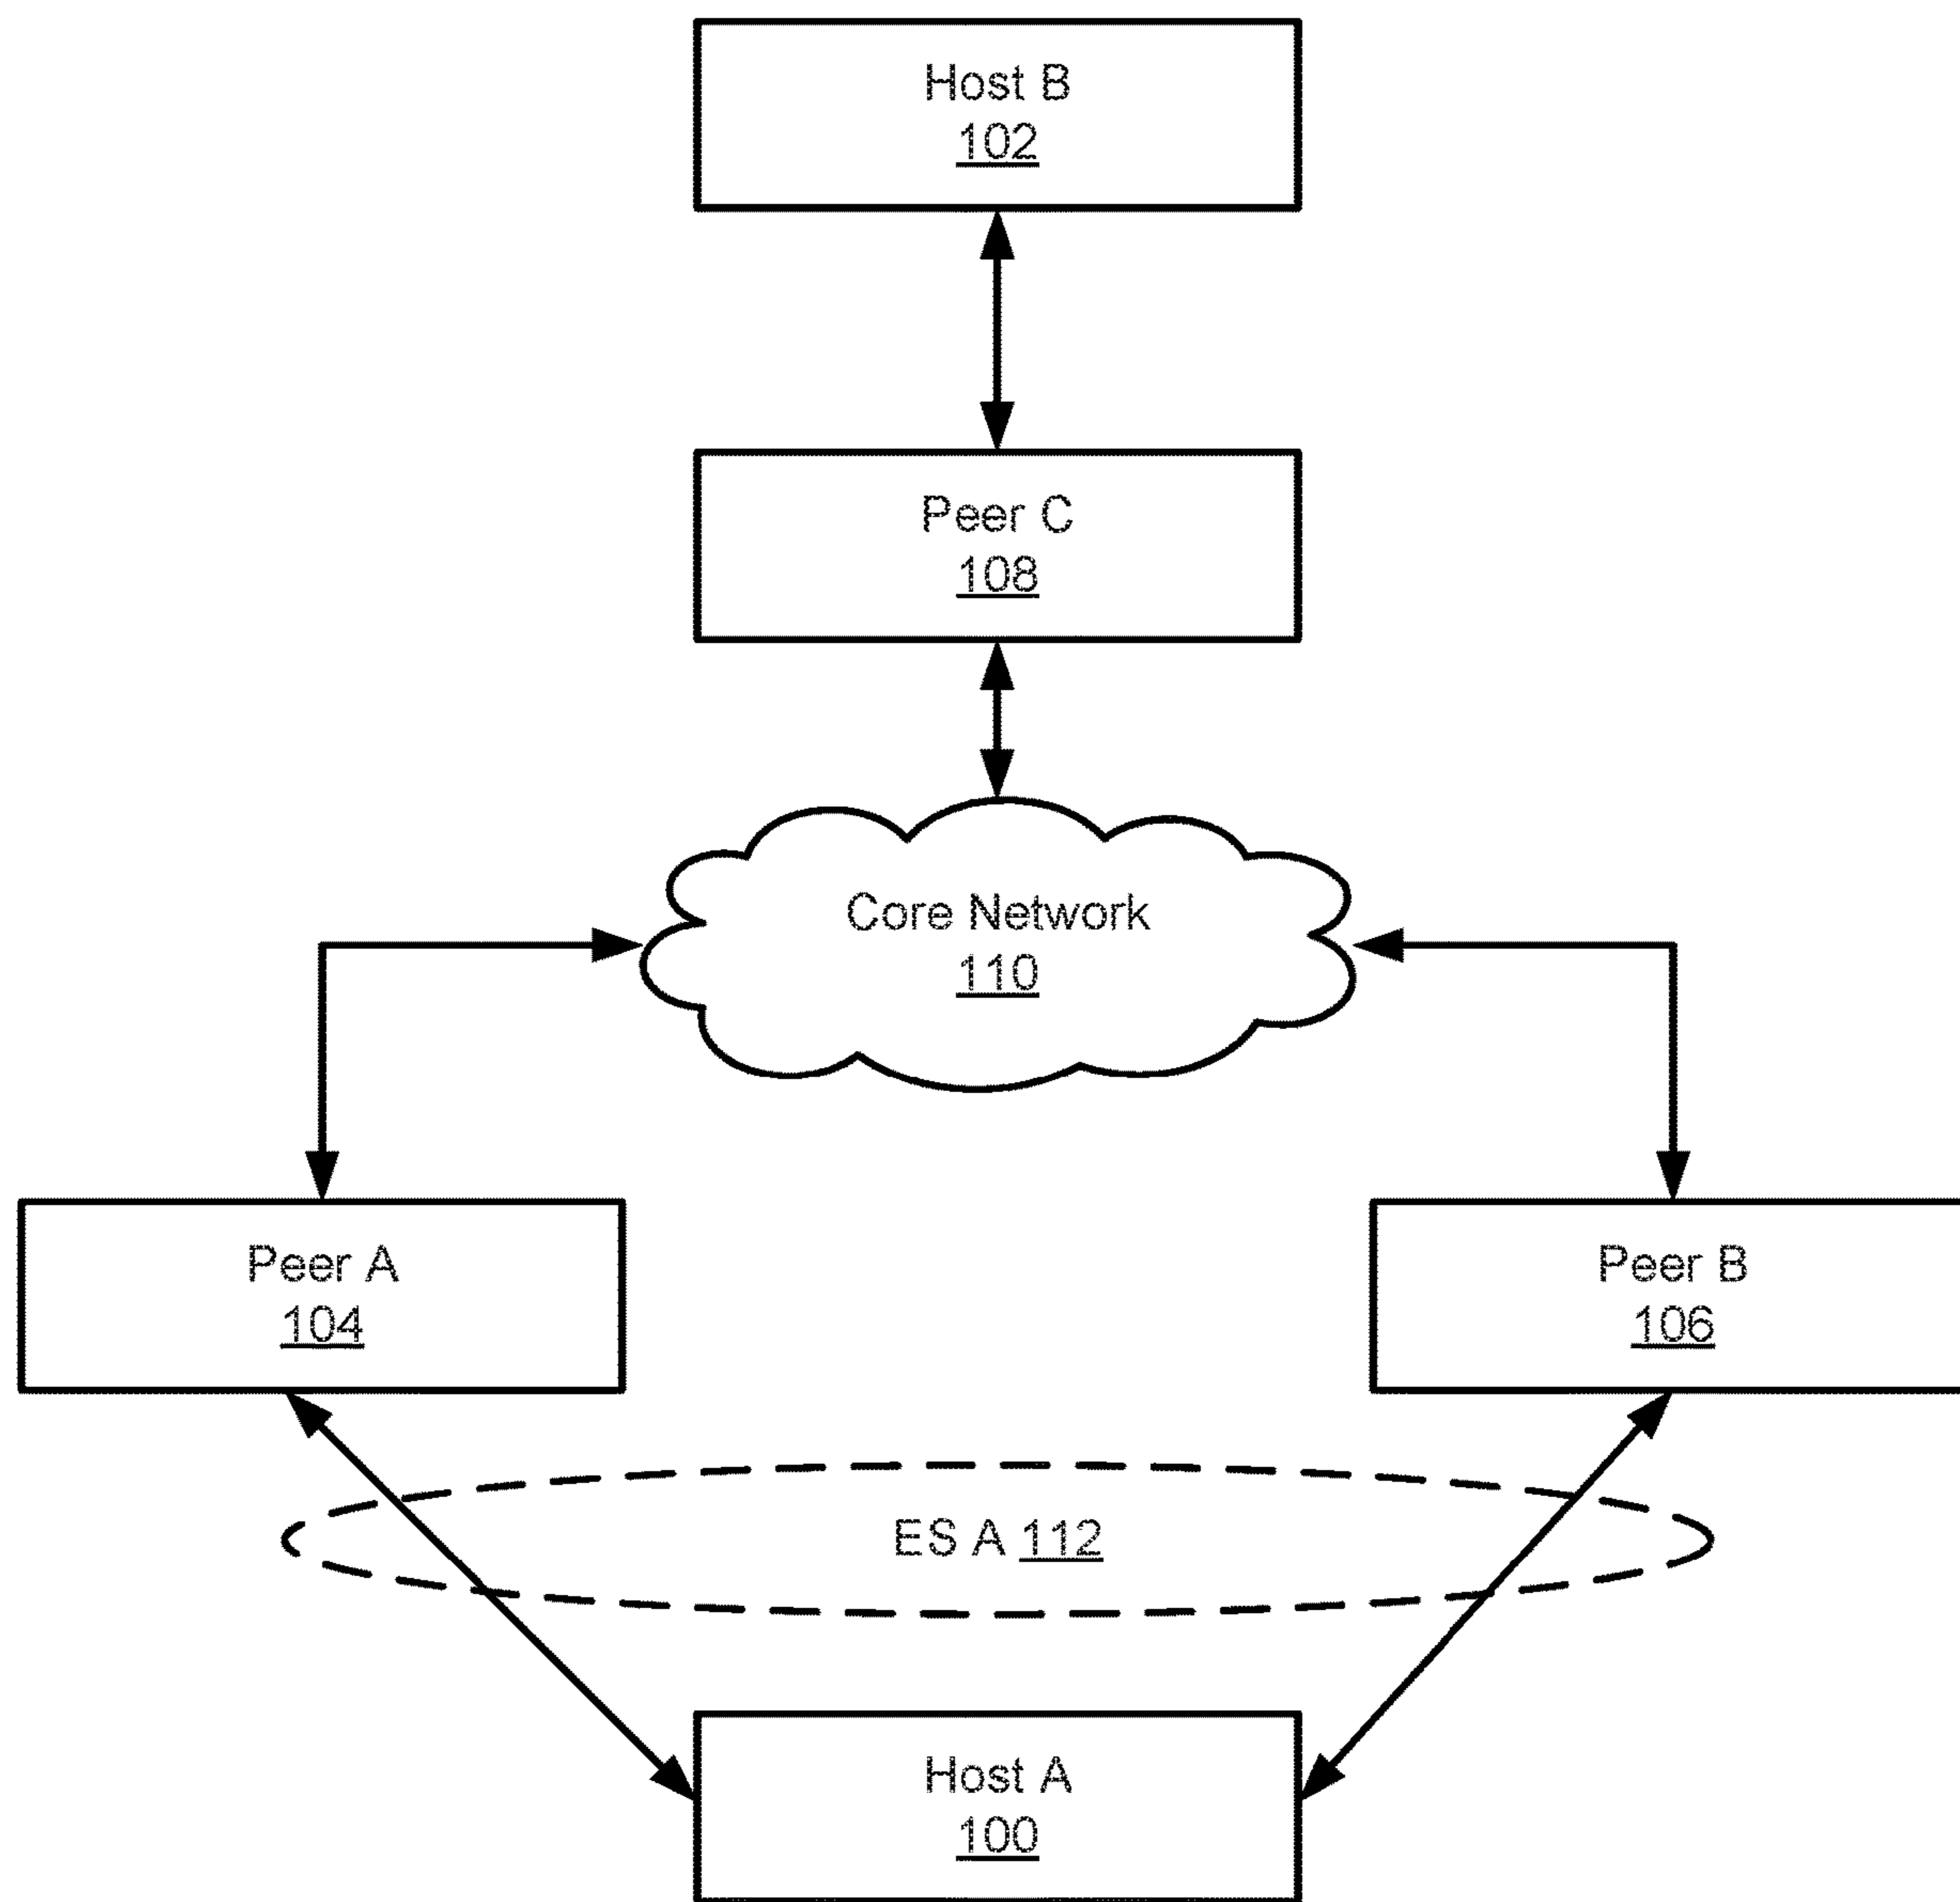 Host B
102
Peer C
108
Core Network
110
Peer A
104
Peer B
106
ES A 112
Host A
100